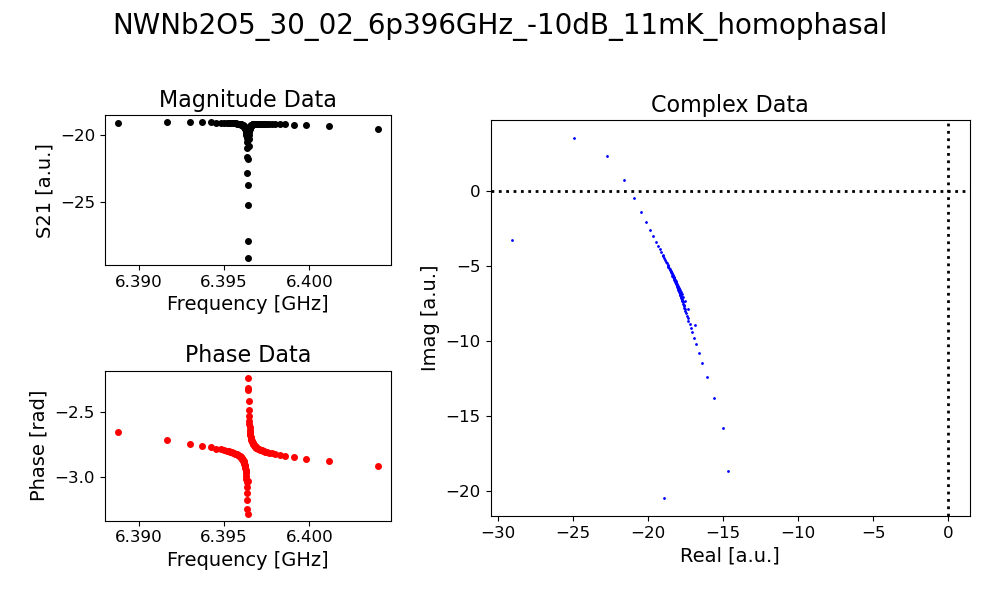 NWNb2O5_30_02_6p396GHz_-10dB_11mK_homophasal
Magnitude Data
S21 [a.u.]
−20
−25
6.390
6.395
6.400
Frequency [GHz]
Phase Data
Phase [rad]
−2.5
−3.0
6.390
6.395
6.400
Frequency [GHz]
Complex Data
Imag [a.u.]
0
−5
−10
−15
−20
−30
−25
−20
−15
−10
−5
0
Real [a.u.]